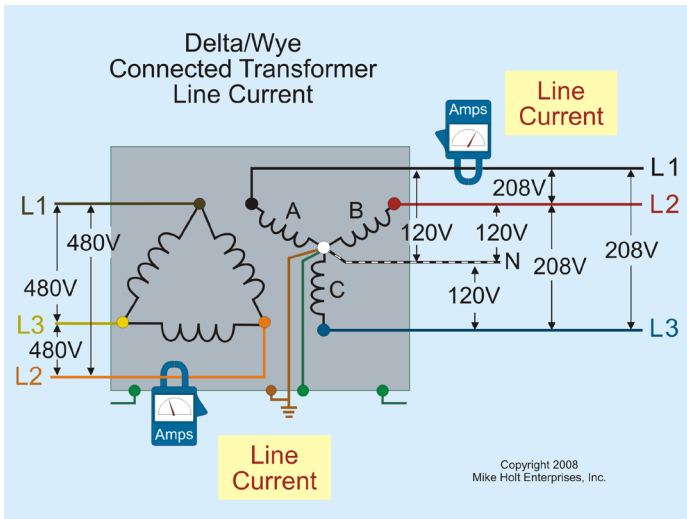 Delta/Wye
Connected Transformer
Line Current
Line
Current
Amps
L1
L2
L3
N
A
B
C
208V
120V
120V
208V
208V
120V
L1
480V
480V
L3
480V
L2
Amps
Line
Current
Copyright 2008
Mike Holt Enterprises, Inc.